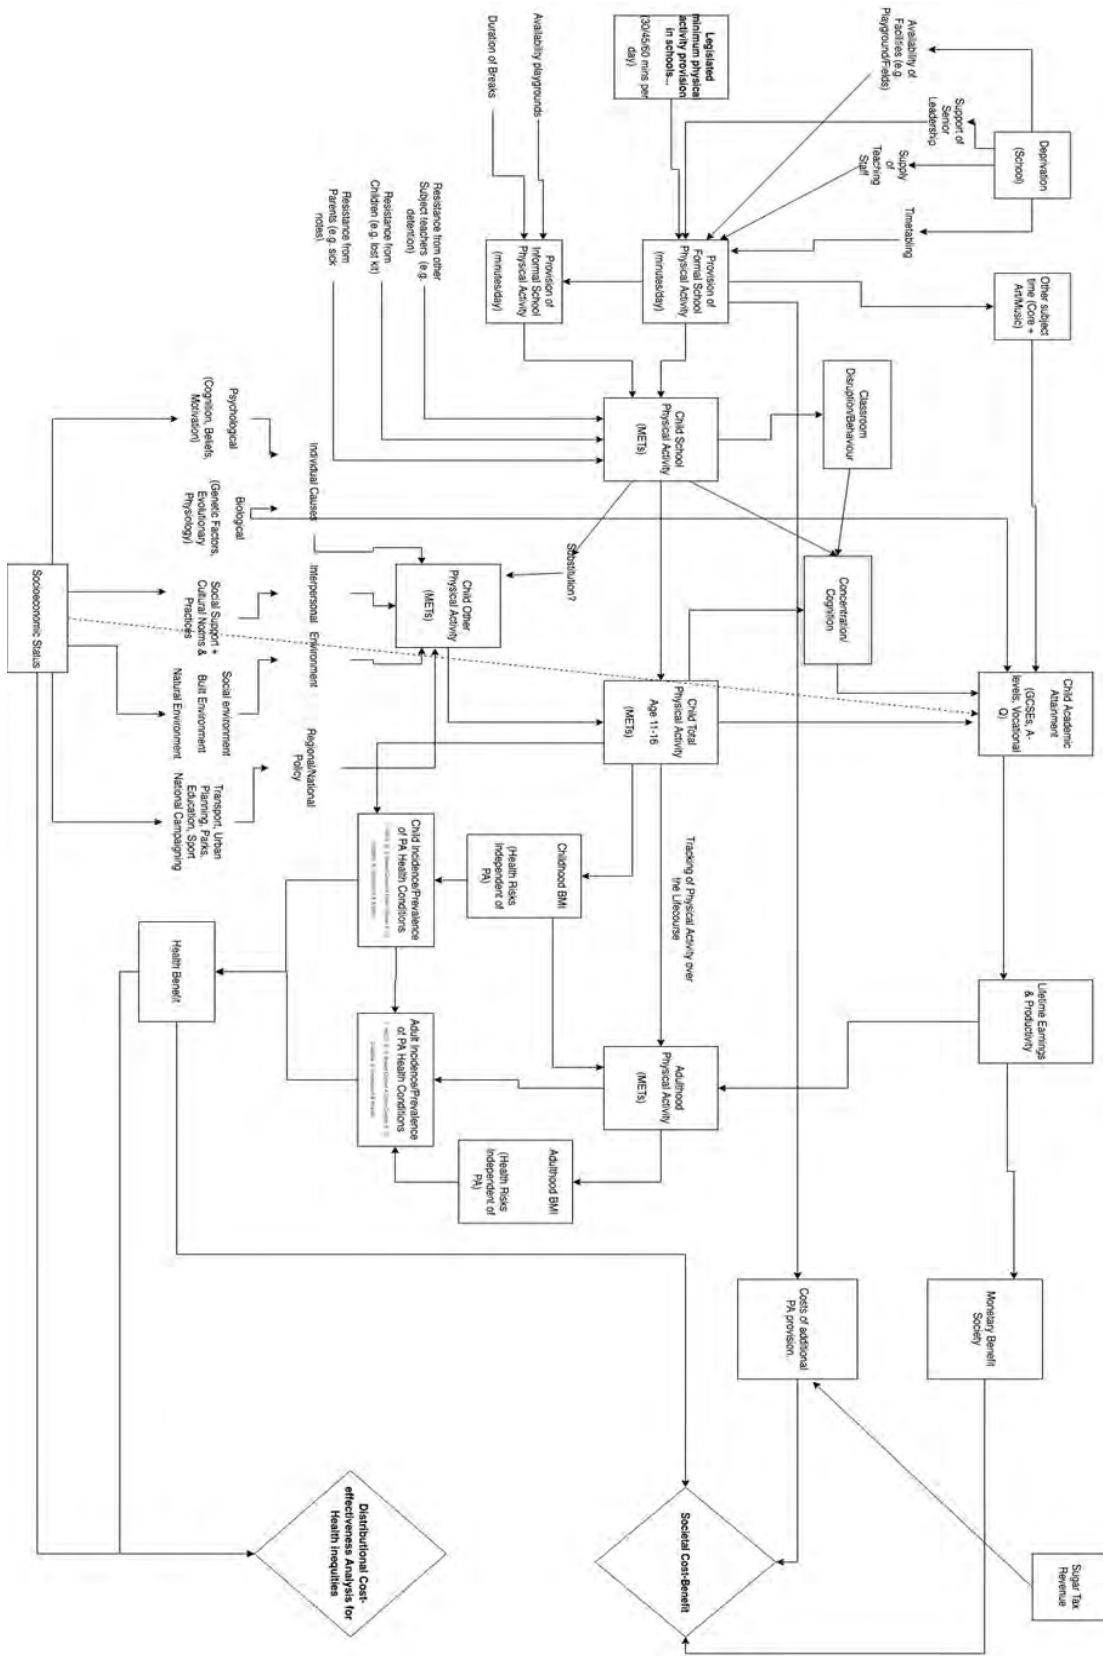 Deprivation
(School)
Availability of
Facilities (e.g.
Playground/Fields)
Support of
Senior
Leadership
Supply
of
Teaching
Staff
Timetabling
Other subject
time (Core +
Art/Music)
Legislated
minimum physical
activity provision
in schools...
(30/45/60 mins per
day)
Availability playgrounds
Duration of Breaks
Provision of
Formal School
Physical Activity
(minutes/day)
Provision of
Informal School
Physical Activity
(minutes/day)
Resistance from other
Subject teachers (e.g.
detention)
Resistance from
Children (e.g. lost kit)
Resistance from
Parents (e.g. sick
notes).
Child School
Physical Activity
(METs)
Classroom
Disruption/Behaviour
Concentration/
Cognition
Child Academic
Attainment
(GCSEs, A-
levels, Vocational
Q)
Substitution?
Child Other
Physical Activity
(METs)
Child Total
Physical Activity
Age 11-16
(METs)
Individual Causes
Interpersonal
Environment
Regional/National
Policy
Psychological
(Cognition, Beliefs,
Motivation)
Biological
(Genetic Factors,
Evolutionary
Physiology)
Social Support +
Cultural Norms &
Practices
Social environment
Built Environment
Natural Environment
Transport, Urban
Planning, Parks.
Education, Sport
National Campaigning
Socioeconomic Status
Tracking of Physical Activity over
the Lifecourse
Childhood BMI
(Health Risks
Independent of
PA)
Child Incidence/Prevalence
of PA Health Conditions
Adult Incidence/Prevalence
of PA Health Conditions
Adulthood
Physical Activity
(METs)
Adulthood BMI
(Health Risks
Independent of
PA)
Lifetime Earnings
& Productivity
Health Benefit
Monetary Benefit
Society
Costs of additional
PA provision.
Sugar Tax
Revenue
Societal Cost-Benefit
Distributional Cost-
effectiveness Analysis for
Health inequities